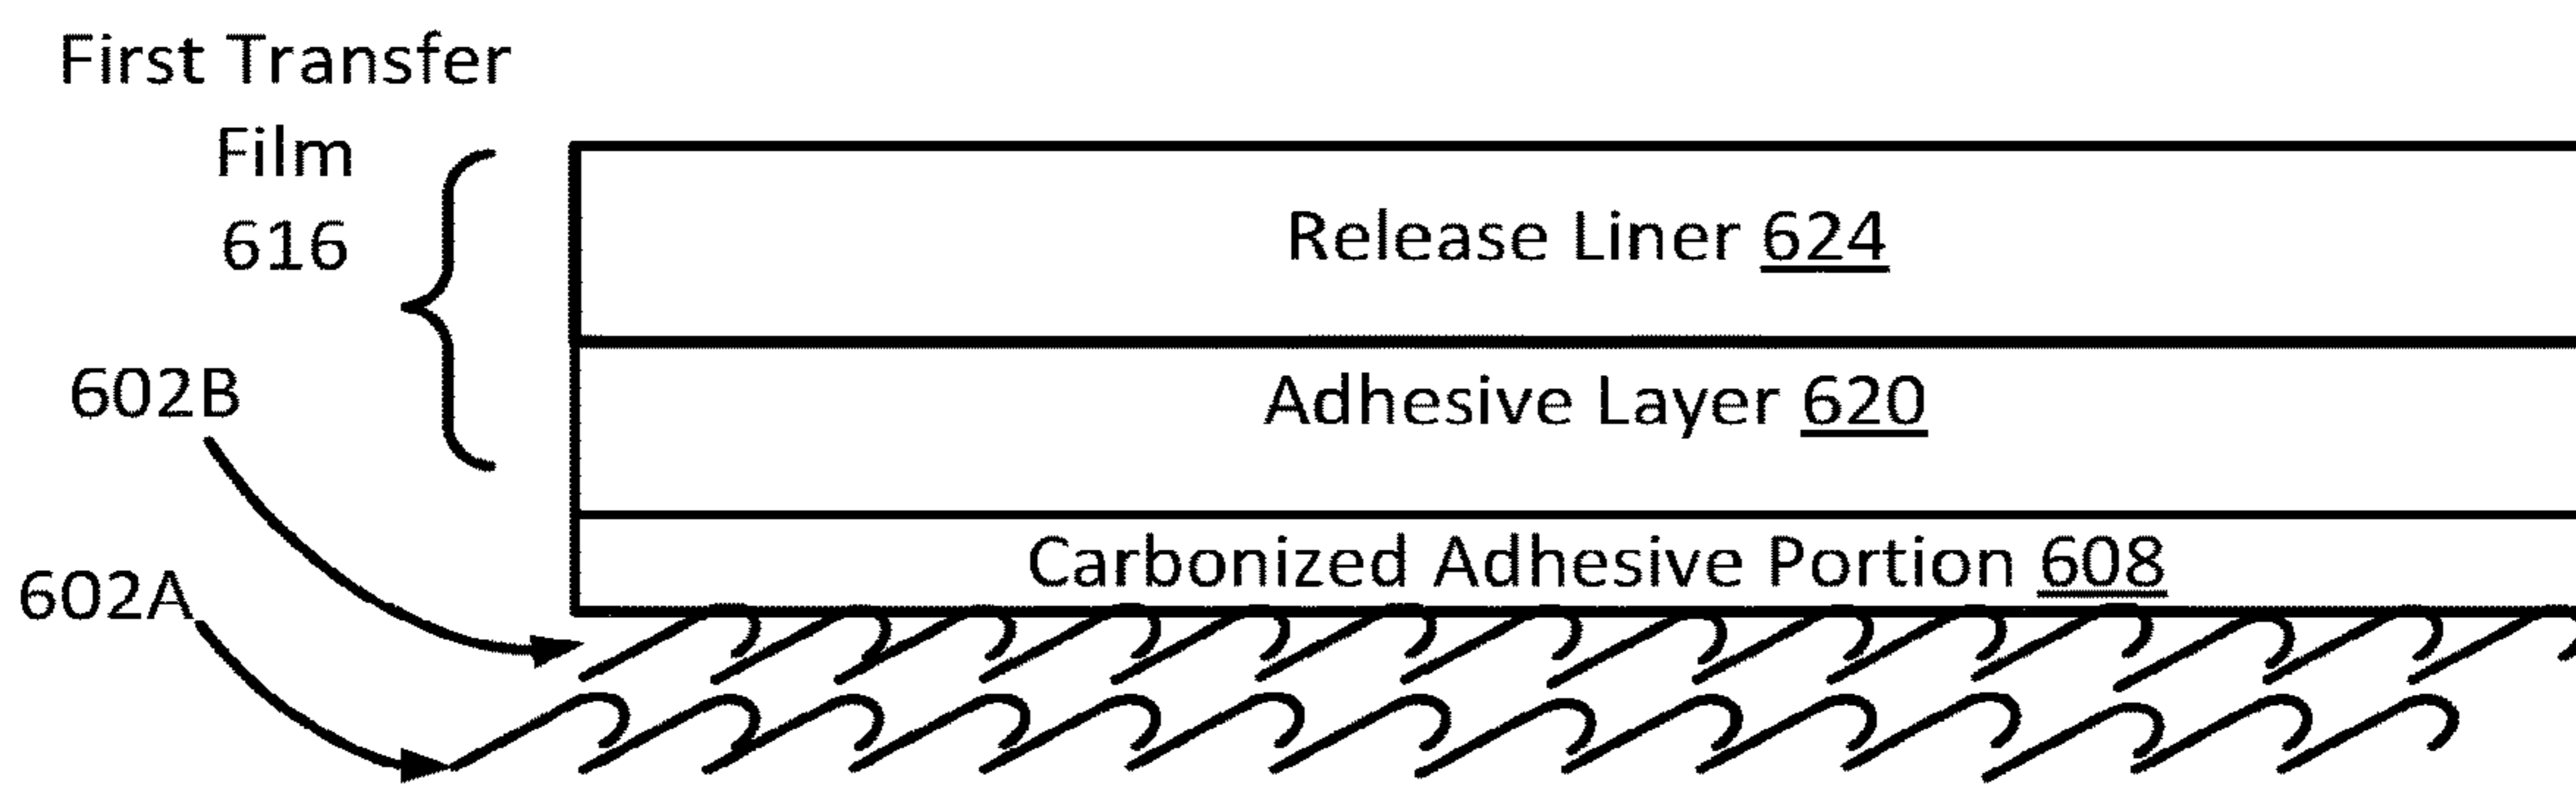 First Transfer
Film
616
Release Liner 624
602B
Adhesive Layer 620
602A
Carbonized Adhesive Portion 608